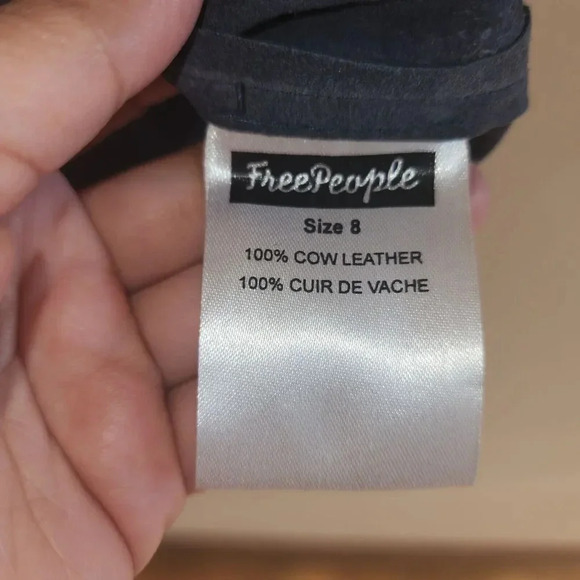 FreePeople
Size 8
100% COW LEATHER
100% CUIR DE VACHE